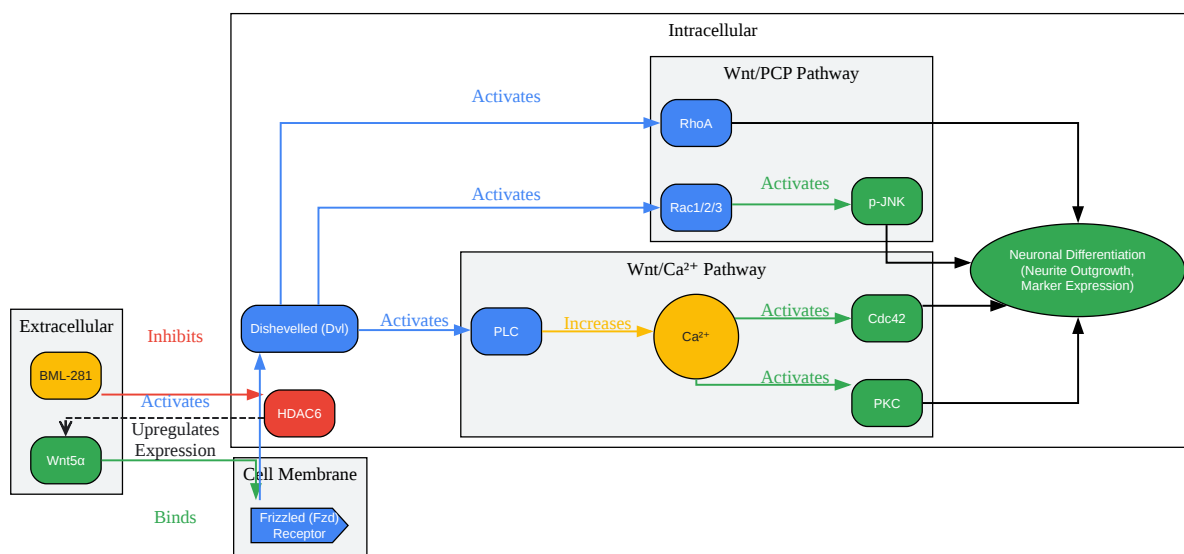 Intracellular
Wnt/PCP Pathway
Activates
RhoA
Activates
Rac1/2/3
Activates
p-JNK
Neuronal Differentiation
(Neurite Outgrowth,
Marker Expression)
Wnt/Ca²⁺ Pathway
Dishevelled (Dvl)
Activates
PLC
Increases
Ca²⁺
Activates
Cdc42
Activates
PKC
Extracellular
Inhibits
BML-281
Activates
HDAC6
Upregulates
Expression
Wnt5α
Cell Membrane
Binds
Frizzled (Fzd)
Receptor